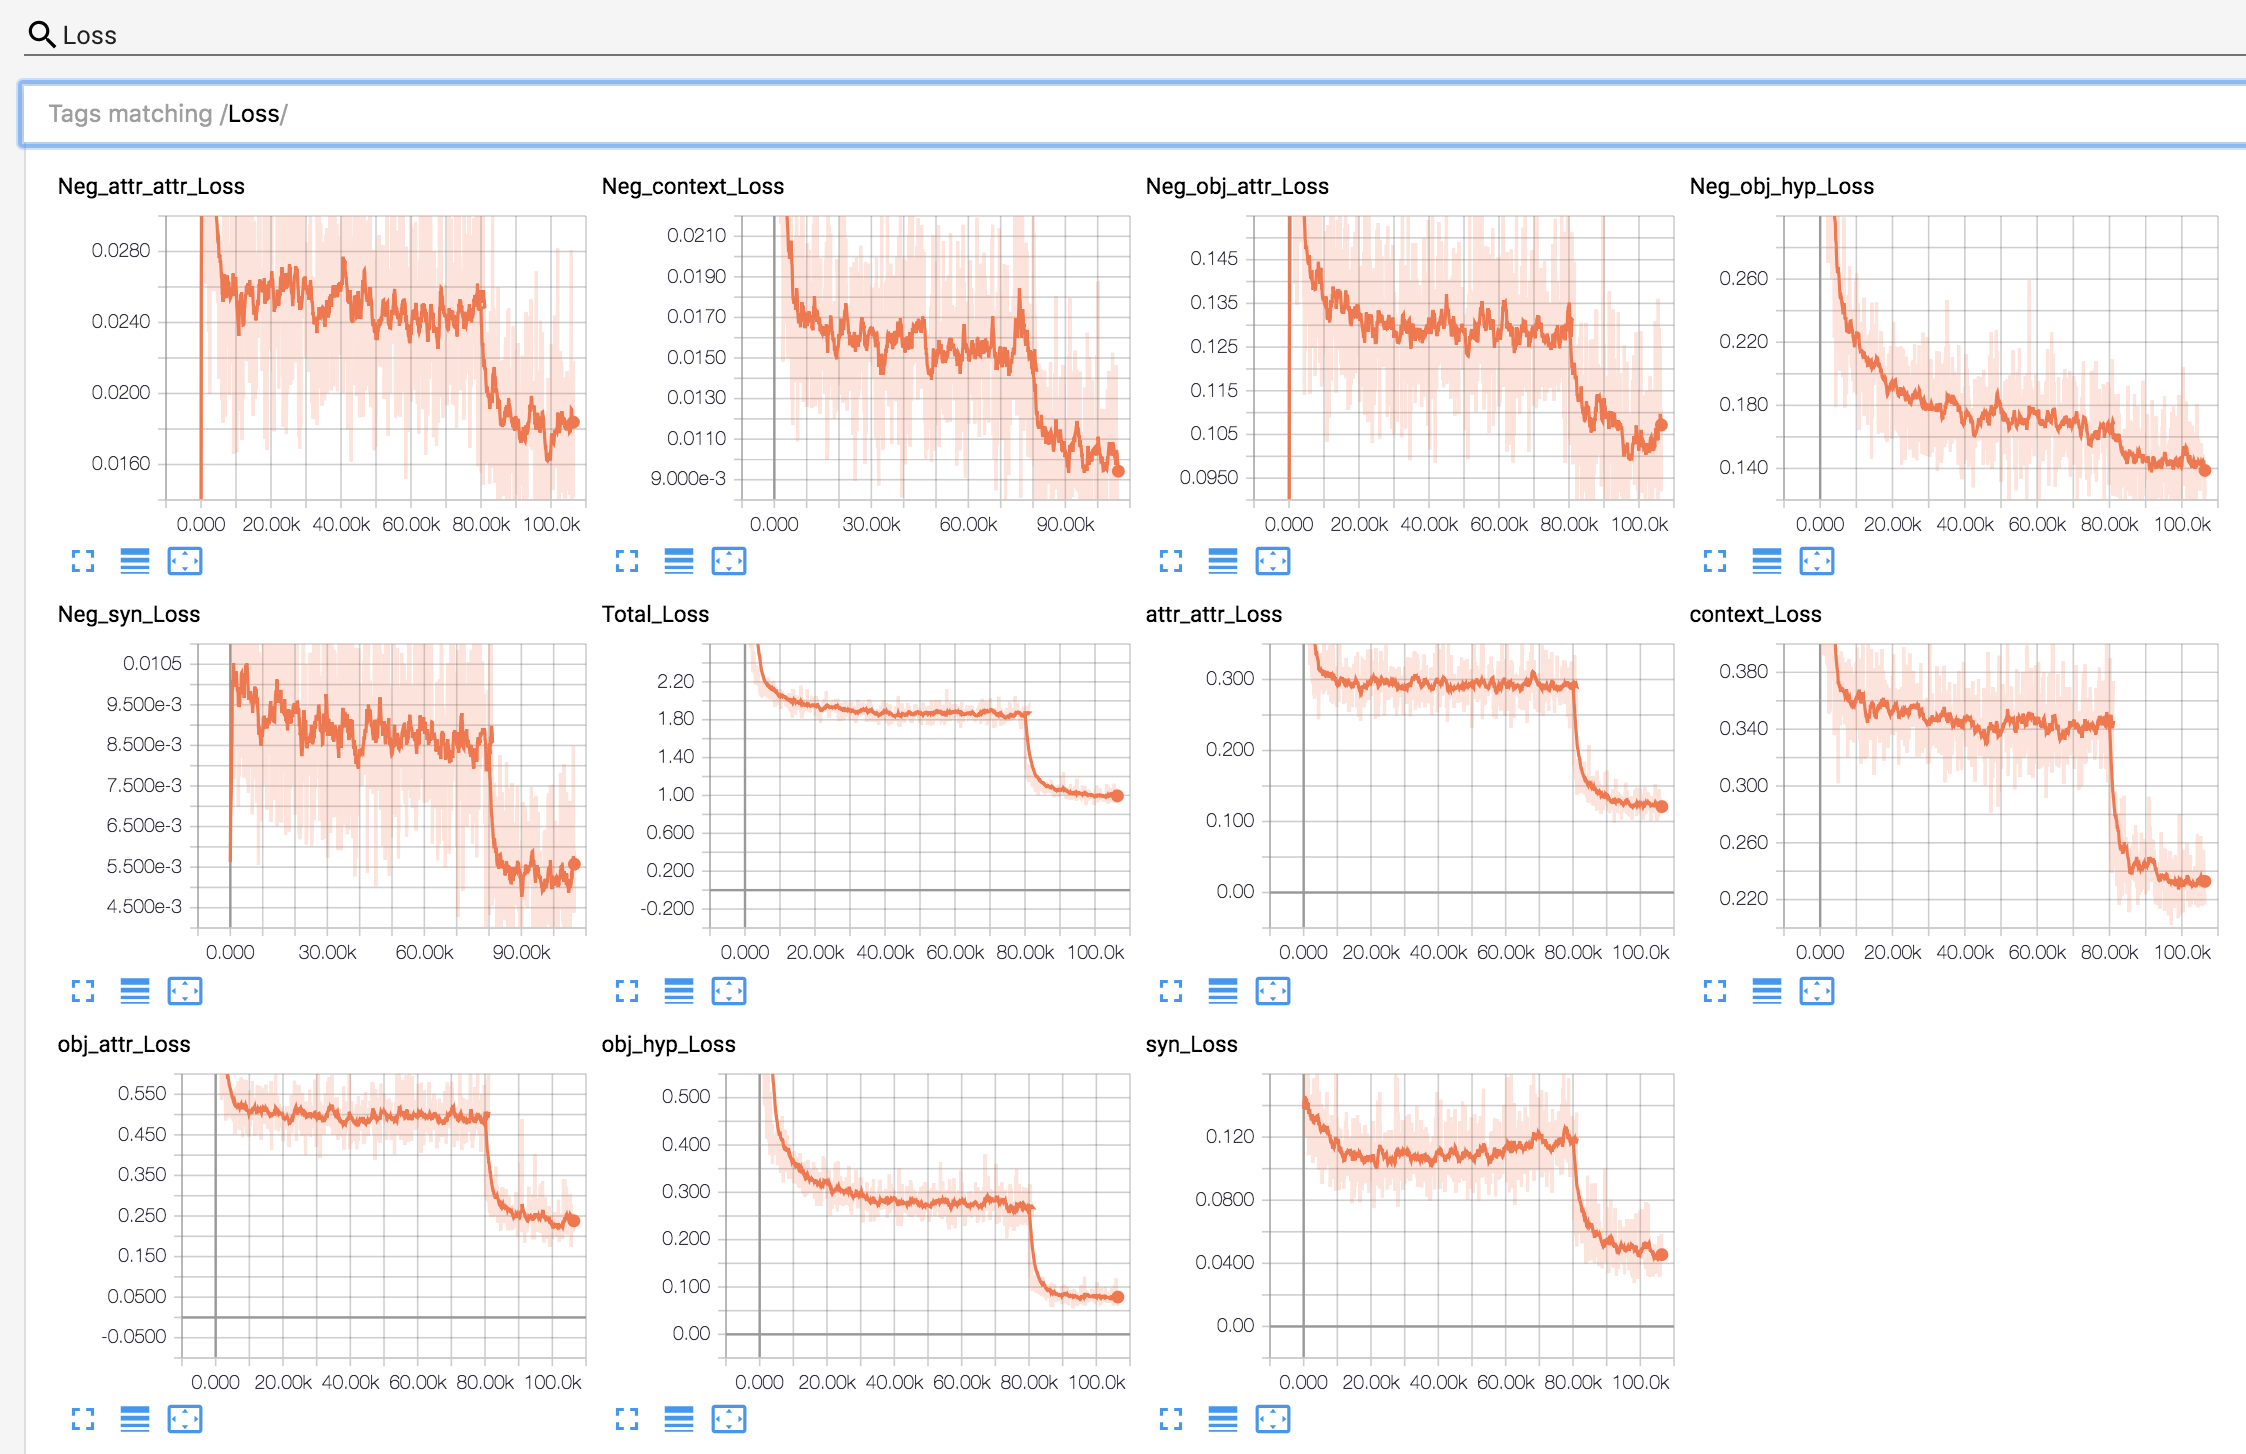 Loss
Tags matching /Loss/
Neg_attr_attr_Loss
0.0280
0.0240
0.0200
0.0160
0.000 20.00k 40.00k 60.00k 80.00k 100.0k
Neg_context_Loss
0.0210
0.0190
0.0170
0.0150
0.0130
0.0110
9.000e-3
0.000 30.00k 60.00k 90.00k
Neg_obj_attr_Loss
0.145
0.135
0.125
0.115
0.105
0.0950
0.000 20.00k 40.00k 60.00k 80.00k 100.0k
Neg_obj_hyp_Loss
0.260
0.220
0.180
0.140
0.000 20.00k 40.00k 60.00k 80.00k 100.0k
Neg_syn_Loss
0.0105
9.500e-3
8.500e-3
7.500e-3
6.500e-3
5.500e-3
4.500e-3
0.000 30.00k 60.00k 90.00k
Total_Loss
2.20
1.80
1.40
1.00
0.600
0.200
-0.200
0.000 20.00k 40.00k 60.00k 80.00k 100.0k
attr_attr_Loss
0.300
0.200
0.100
0.00
0.000 20.00k 40.00k 60.00k 80.00k 100.0k
context_Loss
0.380
0.340
0.300
0.260
0.220
0.000 20.00k 40.00k 60.00k 80.00k 100.0k
obj_attr_Loss
0.550
0.450
0.350
0.250
0.150
0.0500
-0.0500
0.000 20.00k 40.00k 60.00k 80.00k 100.0k
obj_hyp_Loss
0.500
0.400
0.300
0.200
0.100
0.00
0.000 20.00k 40.00k 60.00k 80.00k 100.0k
syn_Loss
0.120
0.0800
0.0400
0.00
0.000 20.00k 40.00k 60.00k 80.00k 100.0k